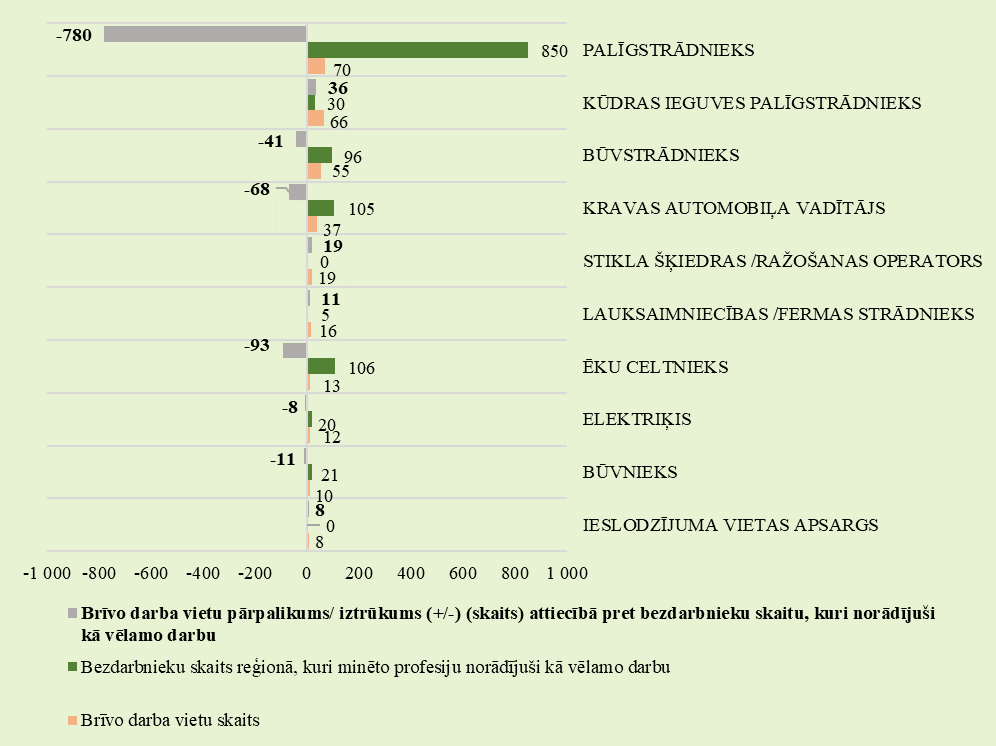 -780
850
70
PALĪGSTRĀDNIEKS
36
30
66
KŪDRAS IEGUVES PALĪGSTRĀDNIEKS
-41
96
55
BŪVSTRĀDNIEKS
-68
105
37
KRAVAS AUTOMOBIĻA VADĪTĀJS
19
0
19
STIKLA ŠĶIEDRAS /RAŽOŠANAS OPERATORS
11
5
16
LAUKSAIMNIECĪBAS /FERMAS STRĀDNIEKS
-93
106
13
ĒKU CELTNIEKS
-8
20
12
ELEKTRIĶIS
-11
21
10
BŪVNIEKS
8
0
8
IESLODZĪJUMA VIETAS APSARGS
-1 000 -800 -600 -400 -200 0 200 400 600 800 1 000
Brīvo darba vietu pārpalikums/ iztrūkums (+/-) (skaits) attiecībā pret bezdarbnieku skaitu, kuri norādījuši
kā vēlamo darbu
Bezdarbnieku skaits reģionā, kuri minēto profesiju norādījuši kā vēlamo darbu
Brīvo darba vietu skaits